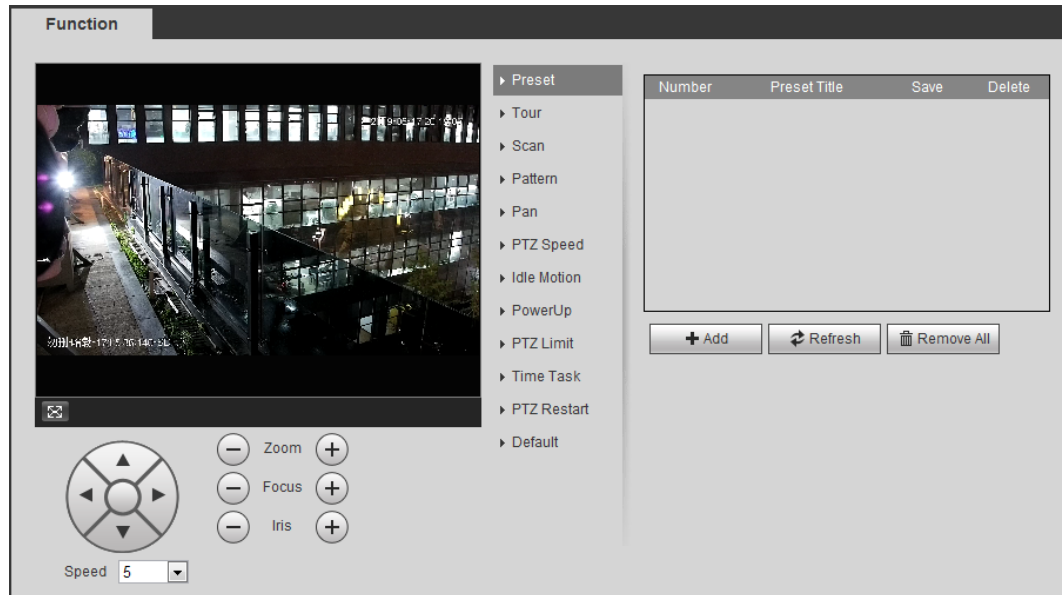 Function
Preset
Tour
Scan
Pattern
Pan
PTZ Speed
Idle Motion
PowerUp
PTZ Limit
Time Task
PTZ Restart
Default
Number Preset Title Save Delete
Add Refresh Remove All
Zoom
Focus
Iris
Speed 5